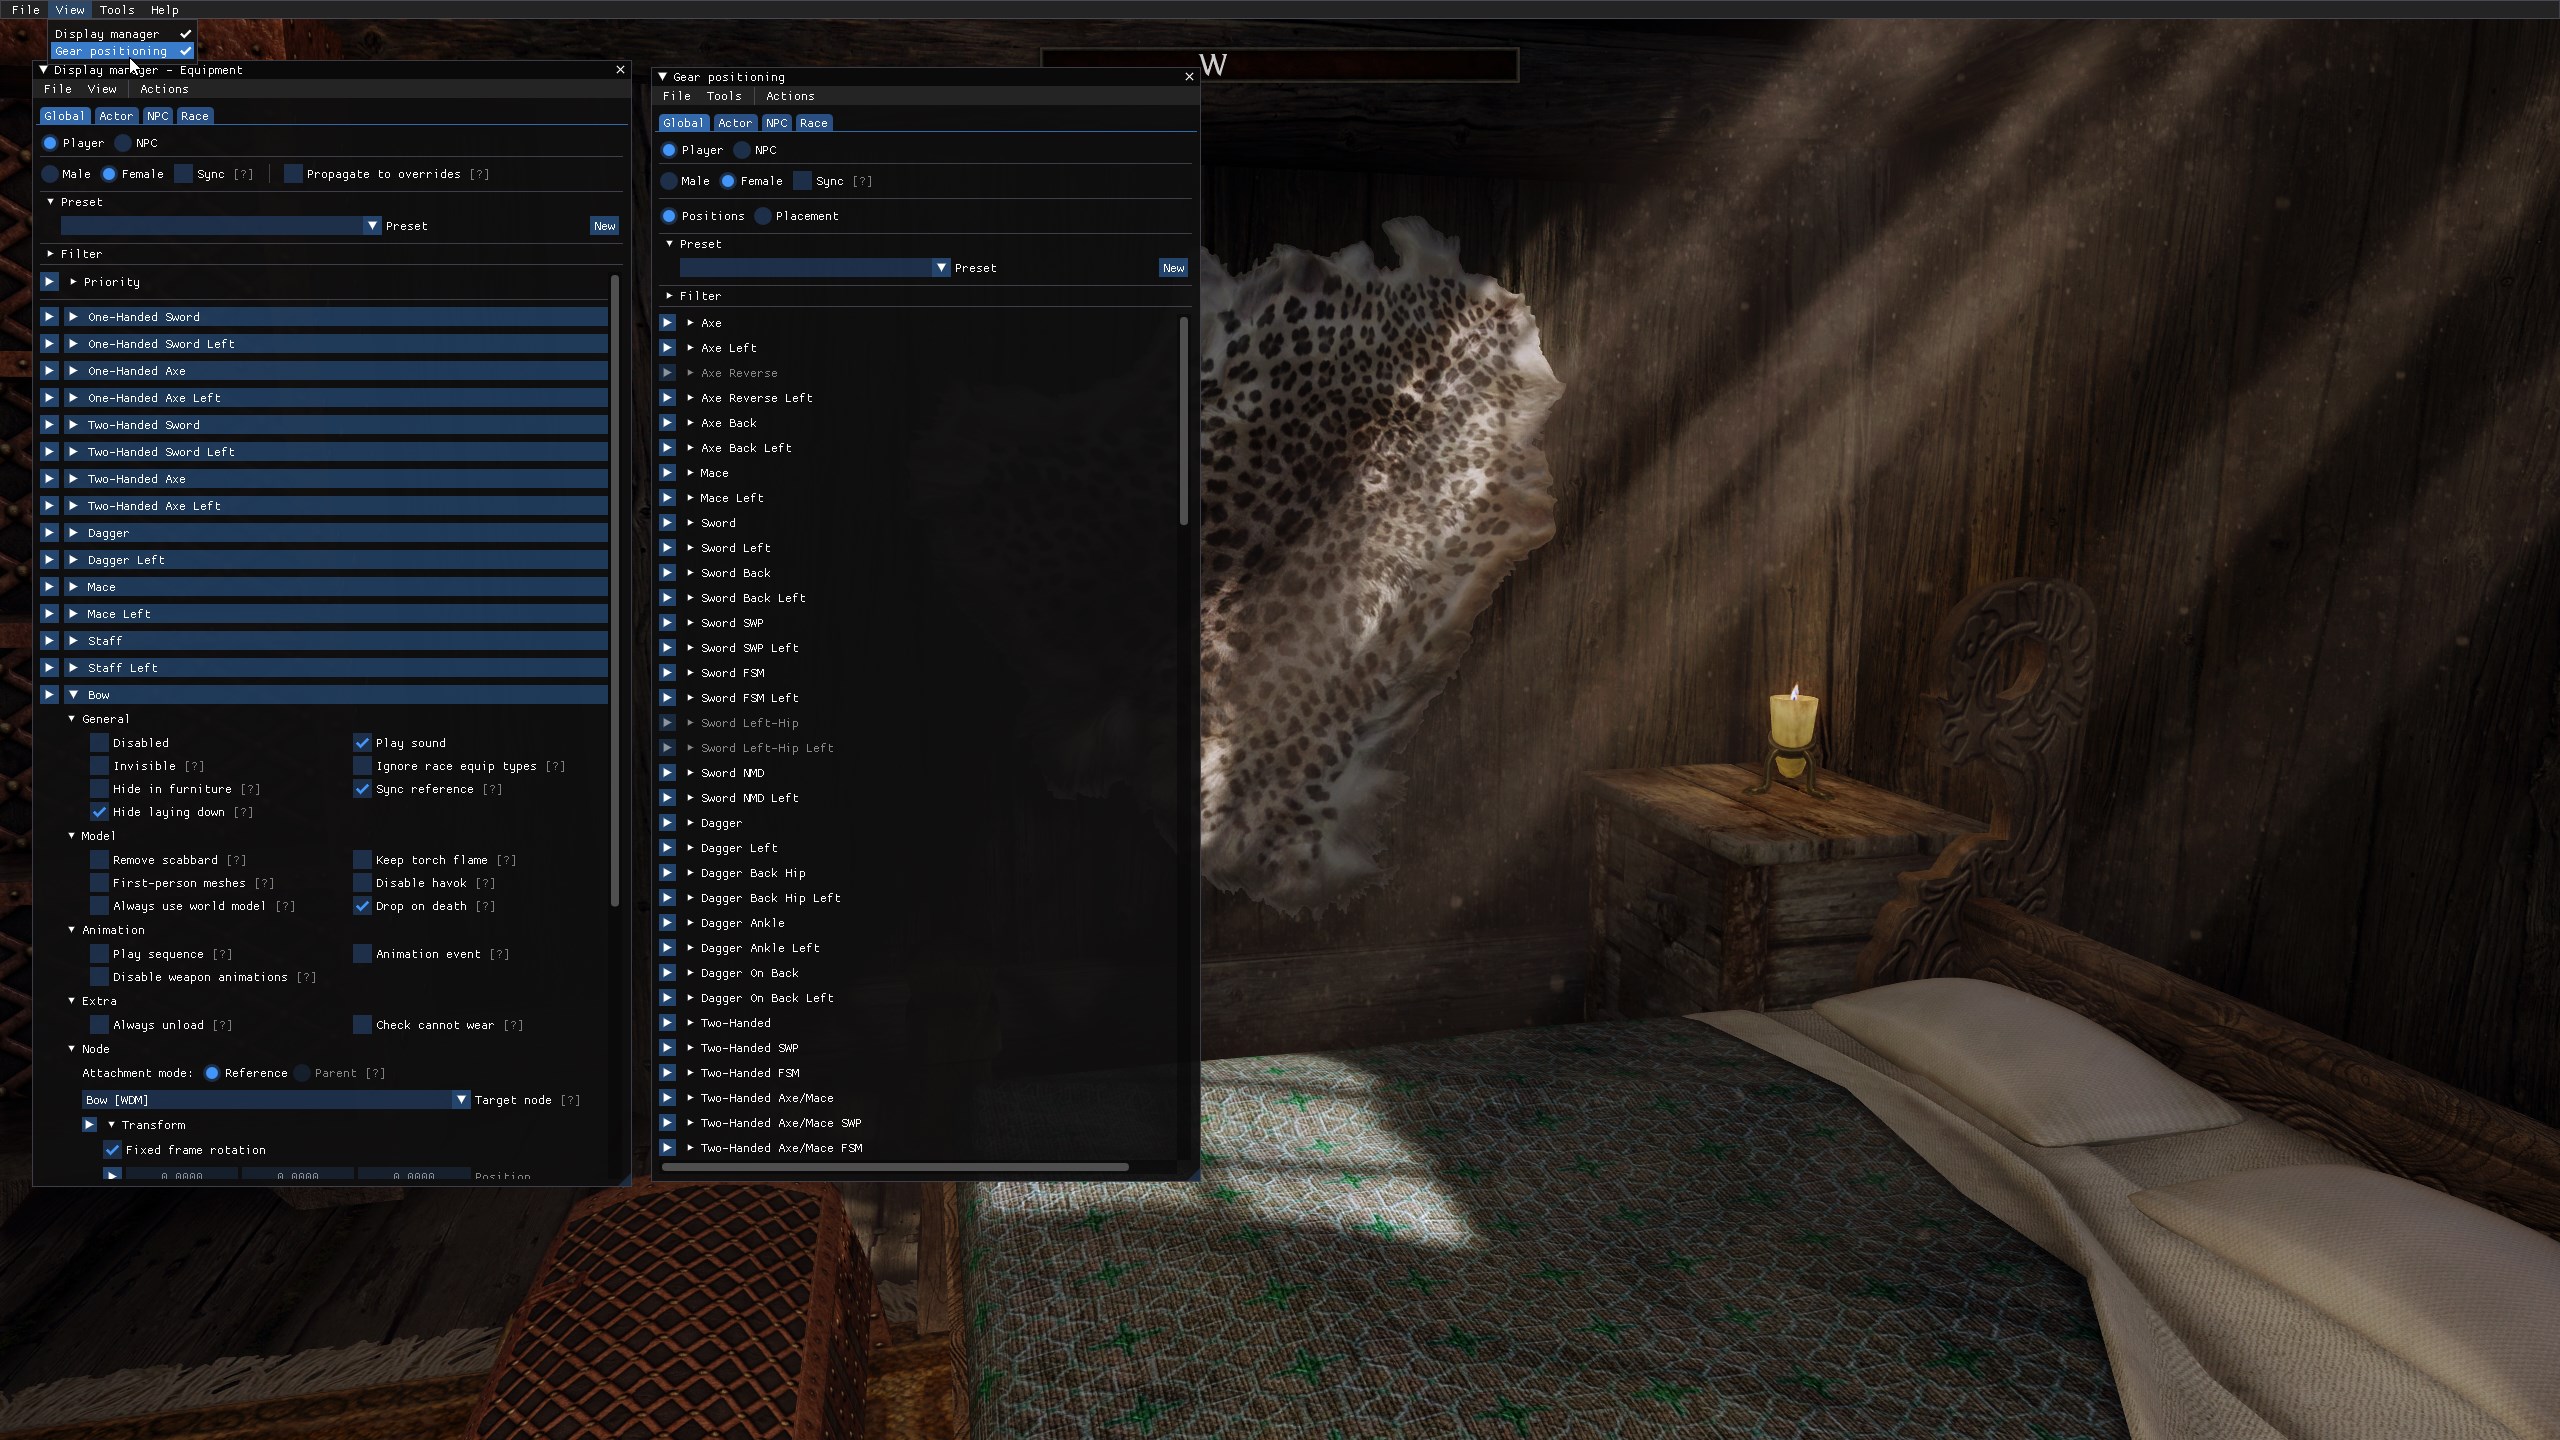 File View Tools Help
Display manager
Gear positioning
W
Display manager - Equipment
File View Actions
Global Actor NPC Race
Player NPC
Male Female Sync [?] Propagate to overrides [?]
Preset
Preset New
Filter
Priority
One-Handed Sword
One-Handed Sword Left
One-Handed Axe
One-Handed Axe Left
Two-Handed Sword
Two-Handed Sword Left
Two-Handed Axe
Two-Handed Axe Left
Dagger
Dagger Left
Mace
Mace Left
Staff
Staff Left
Bow
General
Disabled Play sound
Invisible [?] Ignore race equip types [?]
Hide in furniture [?] Sync reference [?]
Hide laying down [?]
Model
Remove scabbard [?] Keep torch flame [?]
First-person meshes [?] Disable havok [?]
Always use world model [?] Drop on death [?]
Animation
Play sequence [?] Animation event [?]
Disable weapon animations [?]
Extra
Always unload [?] Check cannot wear [?]
Node
Attachment mode: Reference Parent [?]
Bow [WDM] Target node [?]
Transform
Fixed frame rotation
0.0000 0.0000 0.0000 Position
Gear positioning
File Tools Actions
Global Actor NPC Race
Player NPC
Male Female Sync [?]
Positions Placement
Preset
Preset New
Filter
Axe
Axe Left
Axe Reverse
Axe Reverse Left
Axe Back
Axe Back Left
Mace
Mace Left
Sword
Sword Left
Sword Back
Sword Back Left
Sword SWP
Sword SWP Left
Sword FSM
Sword FSM Left
Sword Left-Hip
Sword Left-Hip Left
Sword NMD
Sword NMD Left
Dagger
Dagger Left
Dagger Back Hip
Dagger Back Hip Left
Dagger Ankle
Dagger Ankle Left
Dagger On Back
Dagger On Back Left
Two-Handed
Two-Handed SWP
Two-Handed FSM
Two-Handed Axe/Mace
Two-Handed Axe/Mace SWP
Two-Handed Axe/Mace FSM